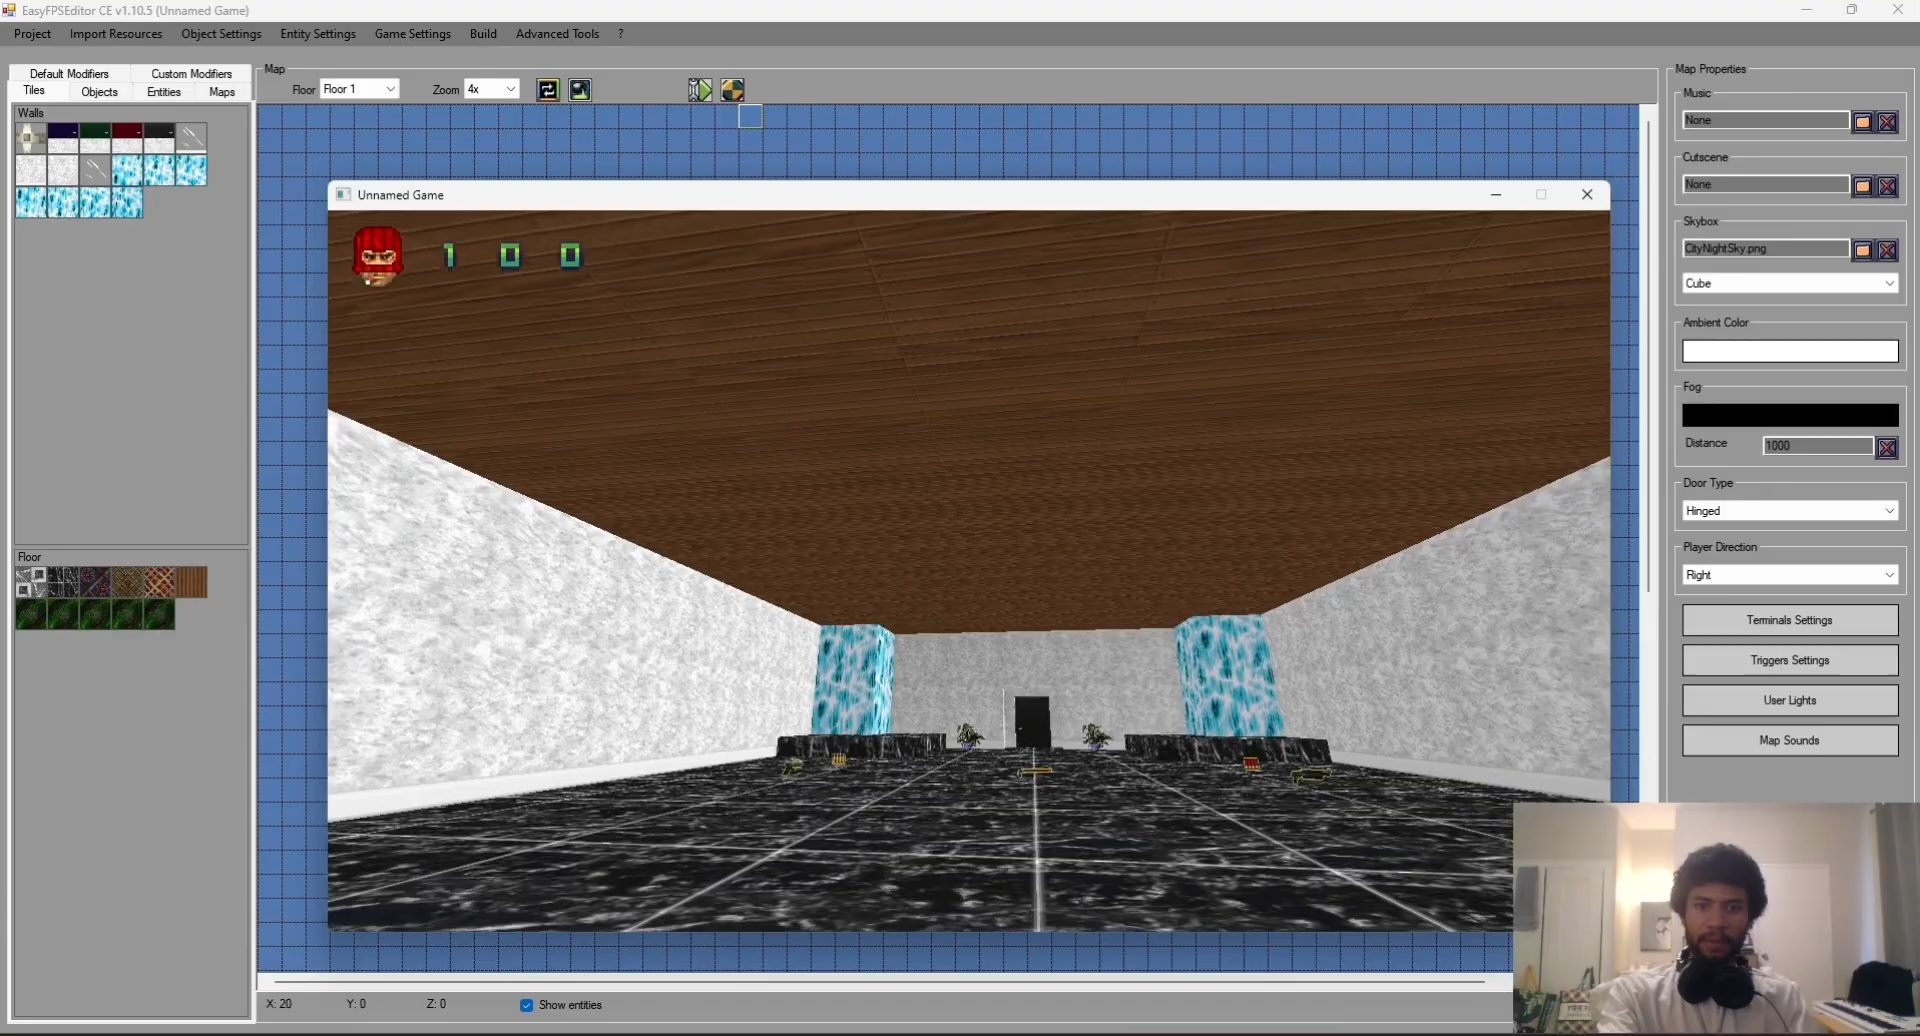 EasyFPSEditor CE v1.10.5 (Unnamed Game)
Project Import Resources Object Settings Entity Settings Game Settings Build Advanced Tools ?
Default Modifiers Custom Modifiers
Tiles Objects Entities Maps
Walls
Floor
Map
Floor Floor 1 Zoom 4x
Unnamed Game
1 0 0
X: 20 Y: 0 Z: 0 Show entities
Map Properties
Music
None
Cutscene
None
Skybox
CityNightSky.png
Cube
Ambient Color
Fog
Distance 1000
Door Type
Hinged
Player Direction
Right
Terminals Settings
Triggers Settings
User Lights
Map Sounds